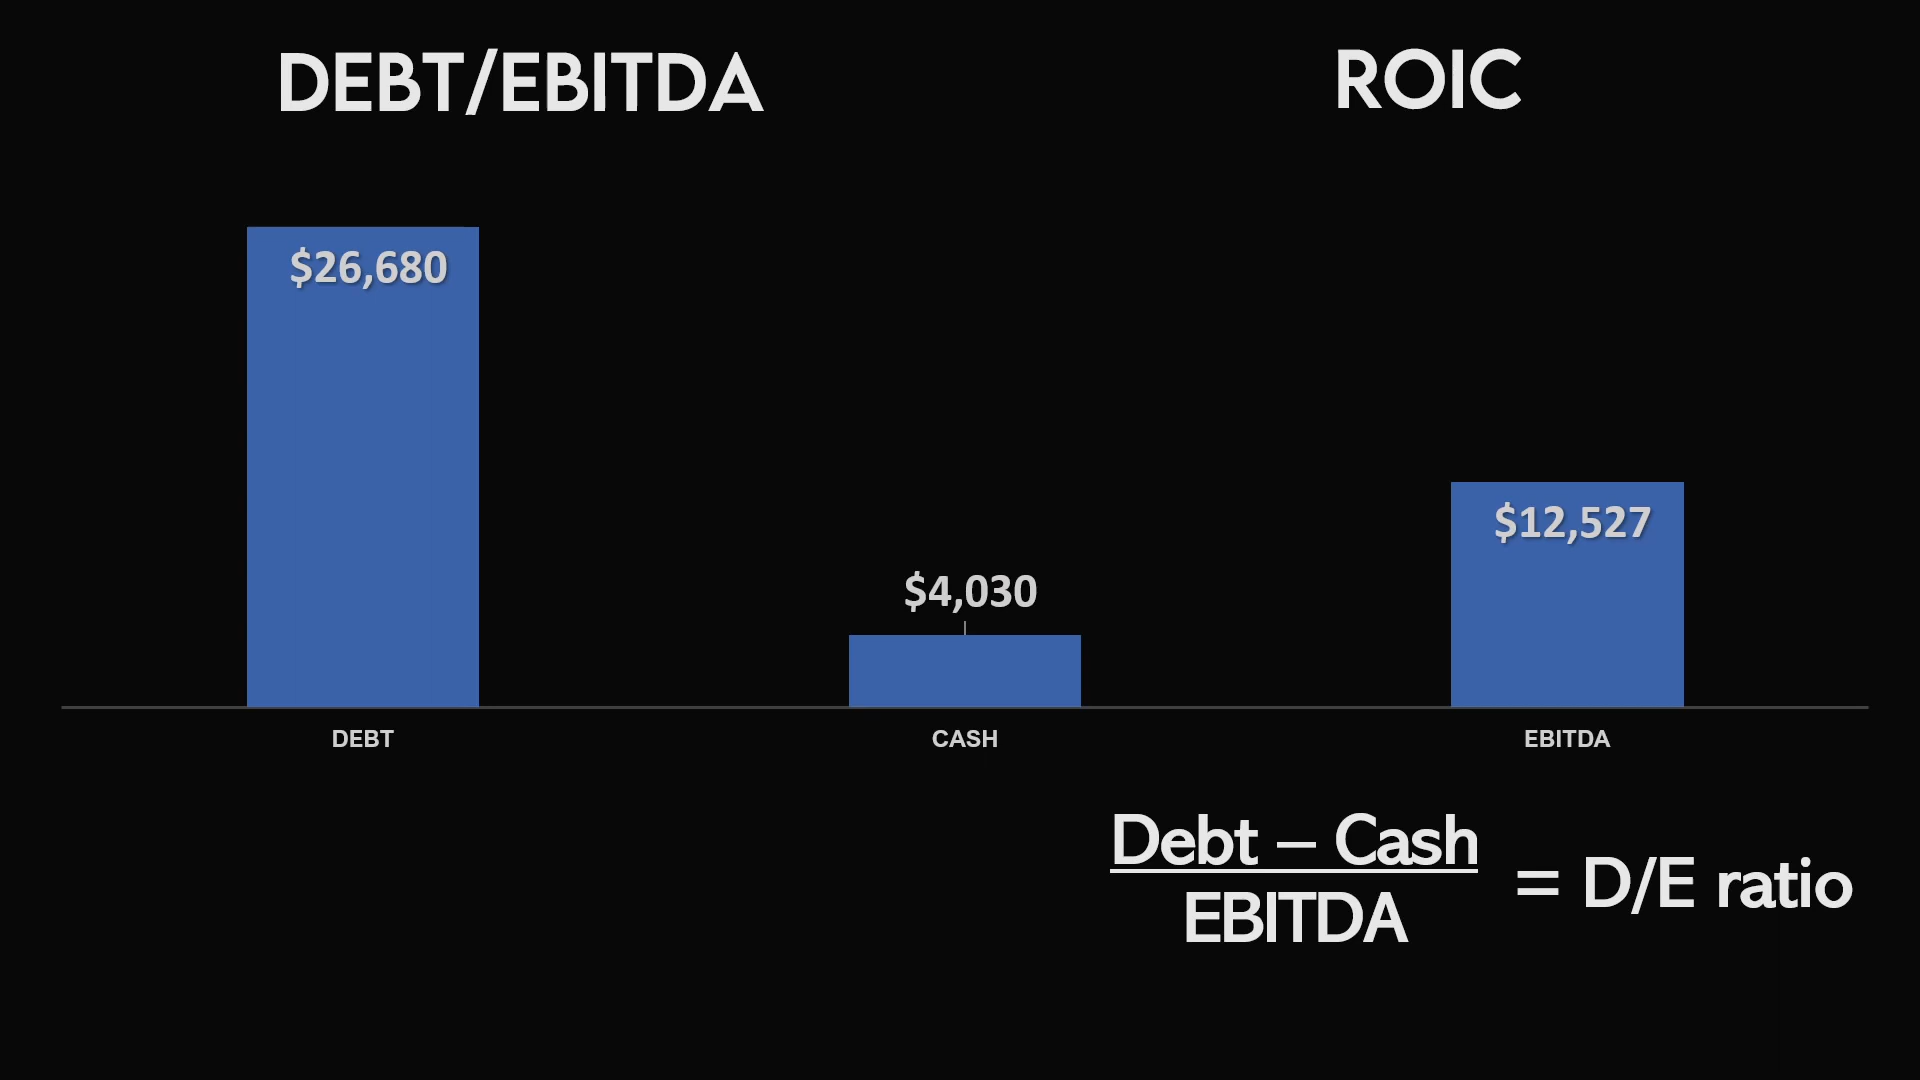 DEBT/EBITDA
ROIC
$26,680
$4,030
$12,527
DEBT
CASH
EBITDA
Debt – Cash
EBITDA
= D/E ratio